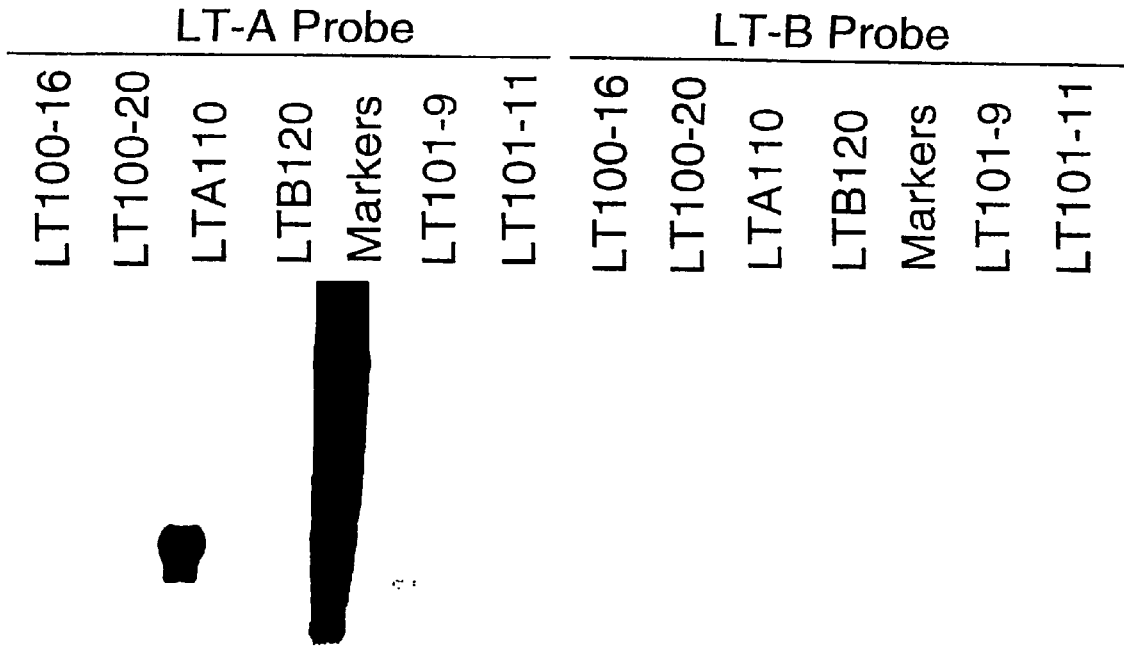 LT-A Probe
LT100-16
LT100-20
LTA110
LTB120
Markers
LT101-9
LT101-11
LT-B Probe
LT100-16
LT100-20
LTA110
LTB120
Markers
LT101-9
LT101-11